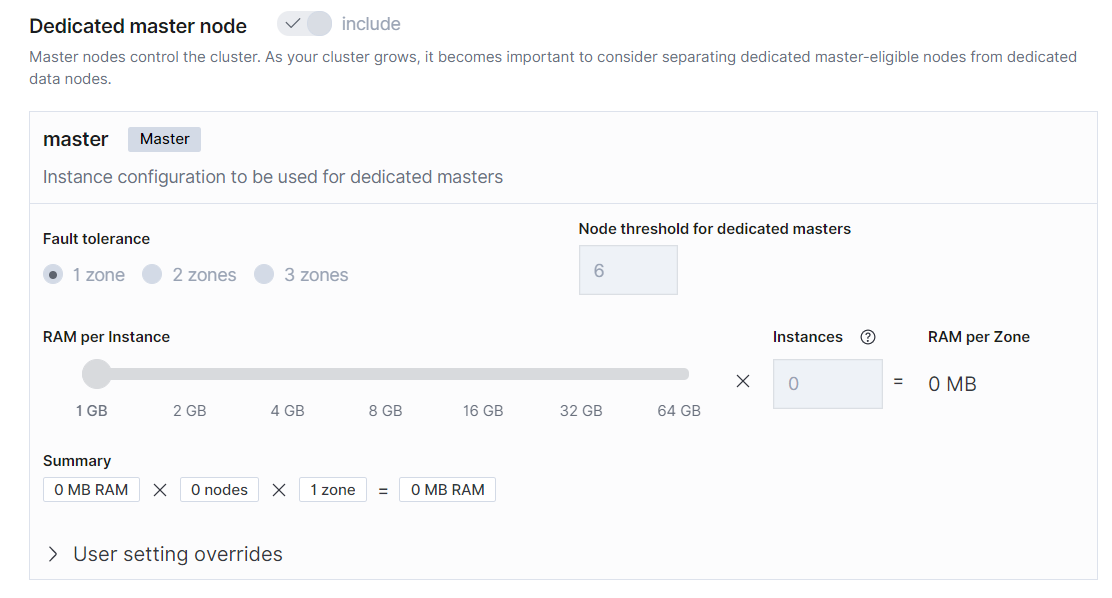 Dedicated master node include
Master nodes control the cluster. As your cluster grows, it becomes important to consider separating dedicated master-eligible nodes from dedicated
data nodes.
master Master
Instance configuration to be used for dedicated masters
Fault tolerance
1 zone 2 zones 3 zones
Node threshold for dedicated masters
6
RAM per Instance
1 GB 2 GB 4 GB 8 GB 16 GB 32 GB 64 GB
×
Instances ?
0
=
RAM per Zone
0 MB
Summary
0 MB RAM × 0 nodes × 1 zone = 0 MB RAM
User setting overrides